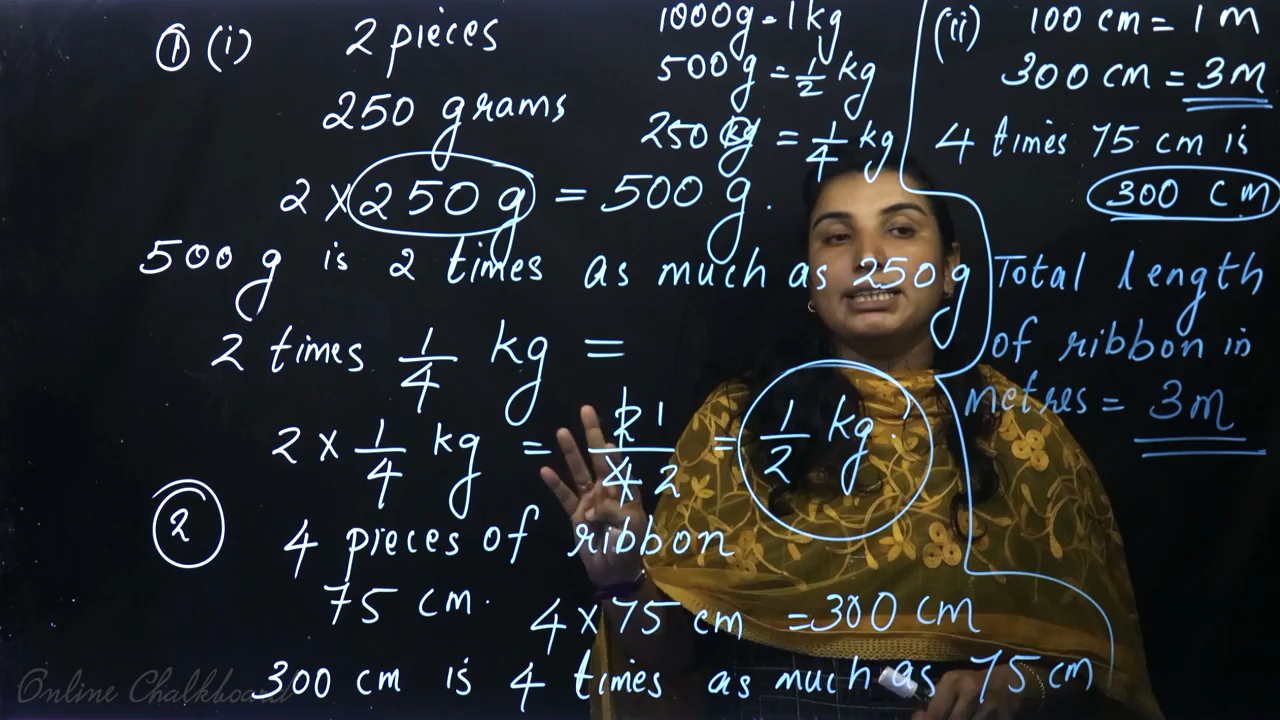 ① (i) 2 pieces
250 grams
2 × 250 g = 500 g.
1000g = 1 kg
500 g = 1/2 kg
250 kg = 1/4 kg
500 g is 2 times as much as 250 g
2 times 1/4 kg =
2 × 1/4 kg = 2 1 / 4 2 = 1/2 kg.
② 4 pieces of ribbon
75 cm.
4 × 75 cm = 300 cm
300 cm is 4 times as much as 75 cm
(ii) 100 cm = 1 m
300 cm = 3m
4 times 75 cm is
300 cm
Total length
of ribbon in
metres = 3m
Online Chalkboard